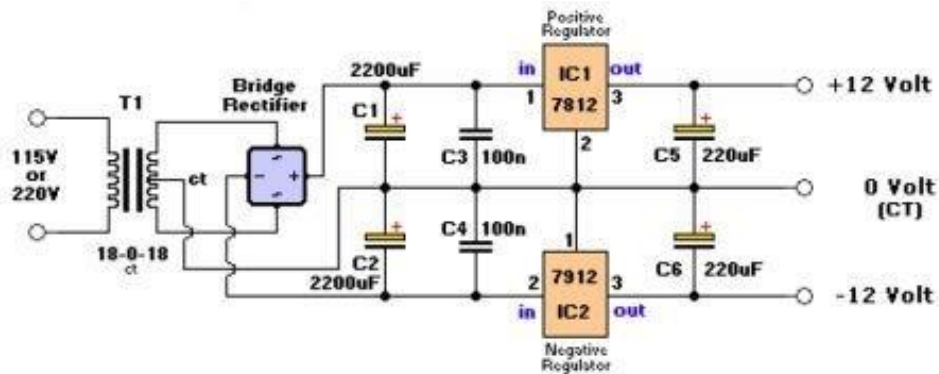 Positive
Regulator
in
IC1
out
1
7812
3
2
2200uF
+12 Volt
T1
Bridge
Rectifier
C1
+
C3
100n
C5
+
220uF
115V
or
220V
ct
~
-
+
~
0 Volt
(CT)
18-0-18
ct
C2
+
2200uF
C4
100n
1
2
7912
3
IC2
in
out
C6
+
220uF
-12 Volt
Negative
Regulator